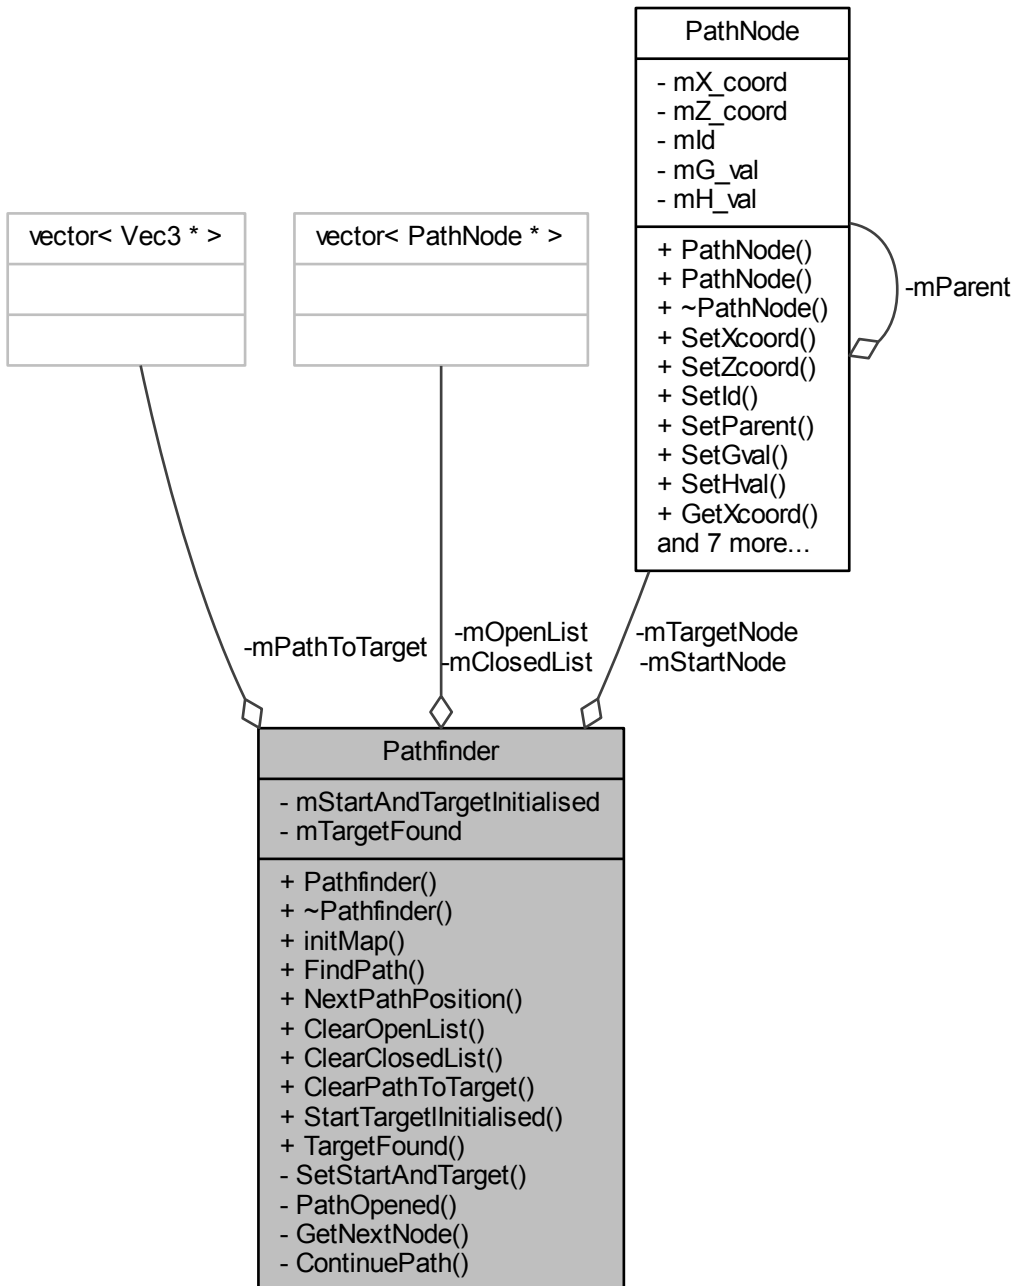 PathNode
- mX_coord
- mZ_coord
- mId
- mG_val
- mH_val
+ PathNode()
+ PathNode()
+ ~PathNode()
+ SetXcoord()
+ SetZcoord()
+ SetId()
+ SetParent()
+ SetGval()
+ SetHval()
+ GetXcoord()
and 7 more...
-mParent
vector< Vec3 * >
vector< PathNode * >
-mPathToTarget
-mOpenList
-mClosedList
-mTargetNode
-mStartNode
Pathfinder
- mStartAndTargetInitialised
- mTargetFound
+ Pathfinder()
+ ~Pathfinder()
+ initMap()
+ FindPath()
+ NextPathPosition()
+ ClearOpenList()
+ ClearClosedList()
+ ClearPathToTarget()
+ StartTargetIInitialised()
+ TargetFound()
- SetStartAndTarget()
- PathOpened()
- GetNextNode()
- ContinuePath()